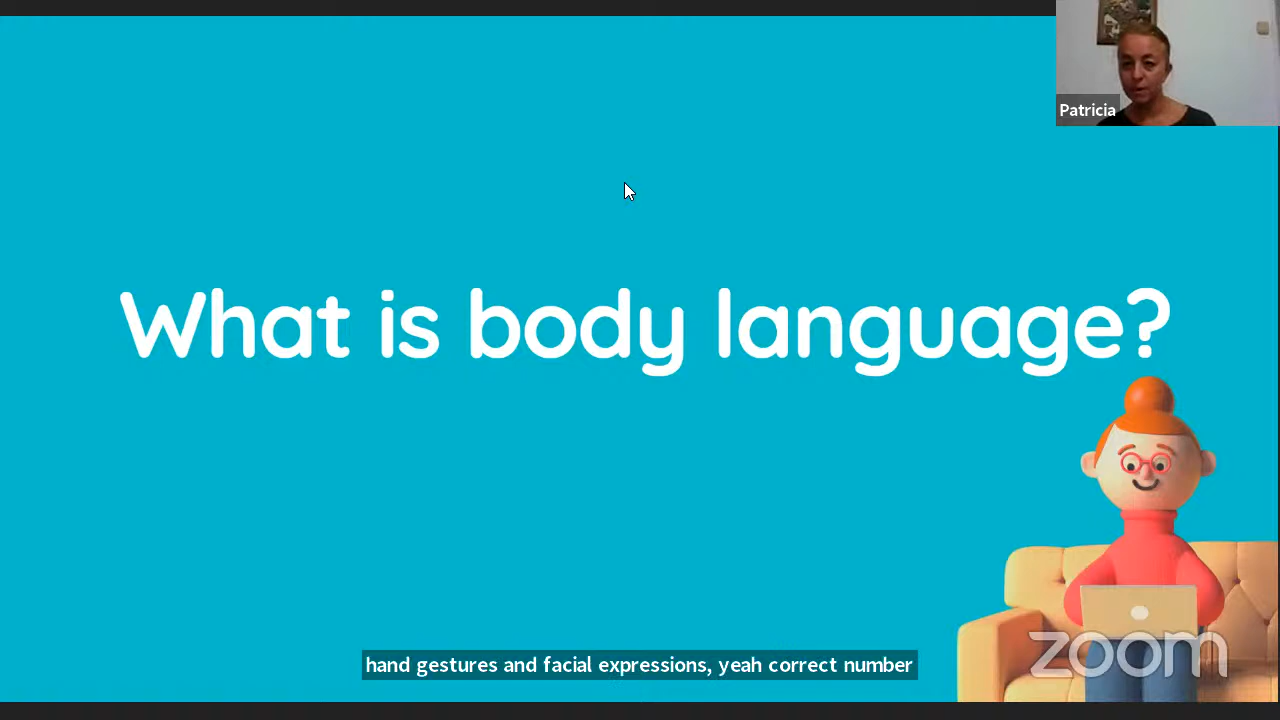 Patricia
What is body language?
hand gestures and facial expressions, yeah correct number
zoom